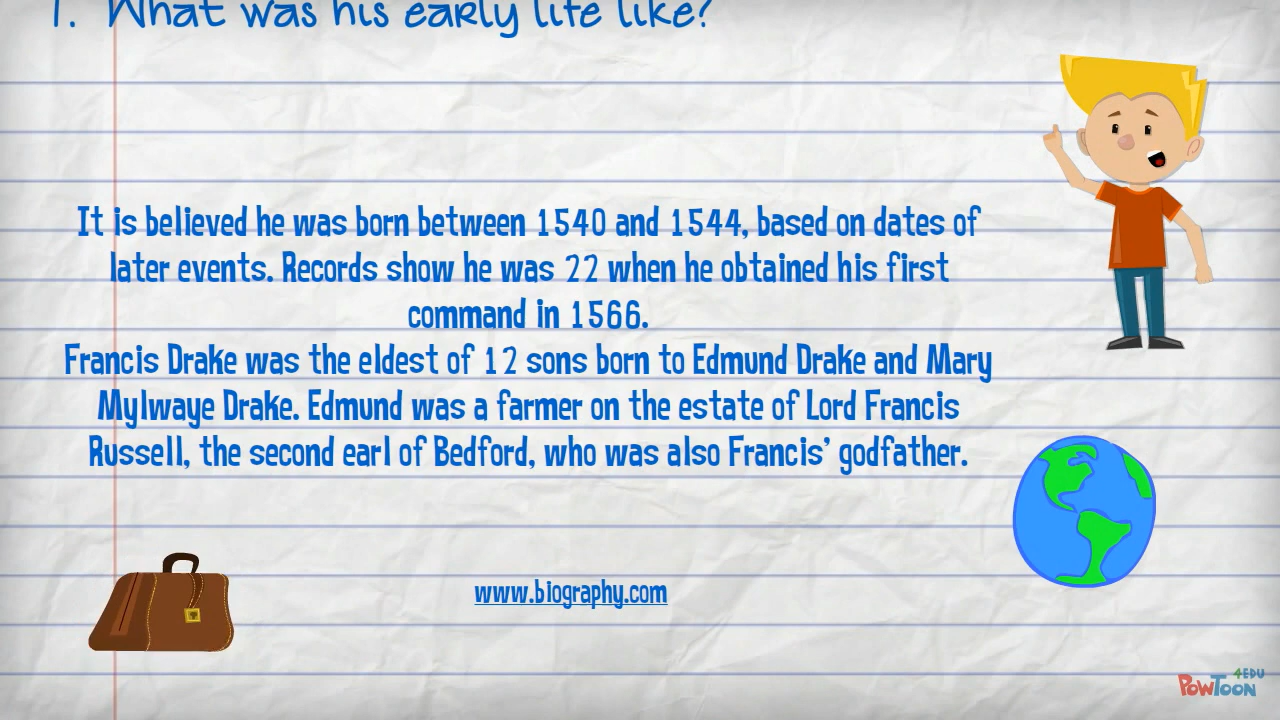 1. What was his early life like?
It is believed he was born between 1540 and 1544, based on dates of
later events. Records show he was 22 when he obtained his first
command in 1566.
Francis Drake was the eldest of 12 sons born to Edmund Drake and Mary
Mylwaye Drake. Edmund was a farmer on the estate of Lord Francis
Russell, the second earl of Bedford, who was also Francis’ godfather.
www.biography.com
4EDU
POWTOON